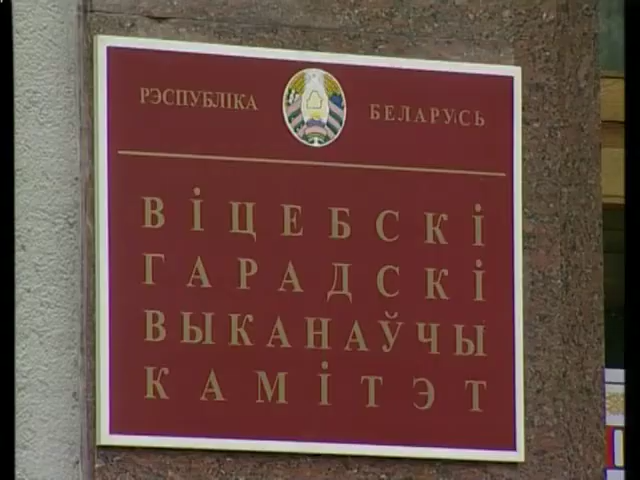 РЭСПУБЛІКА БЕЛАРУСЬ
ВІЦЕБСКІ
ГАРАДСКІ
ВЫКАНАЎЧЫ
КАМІТЭТ